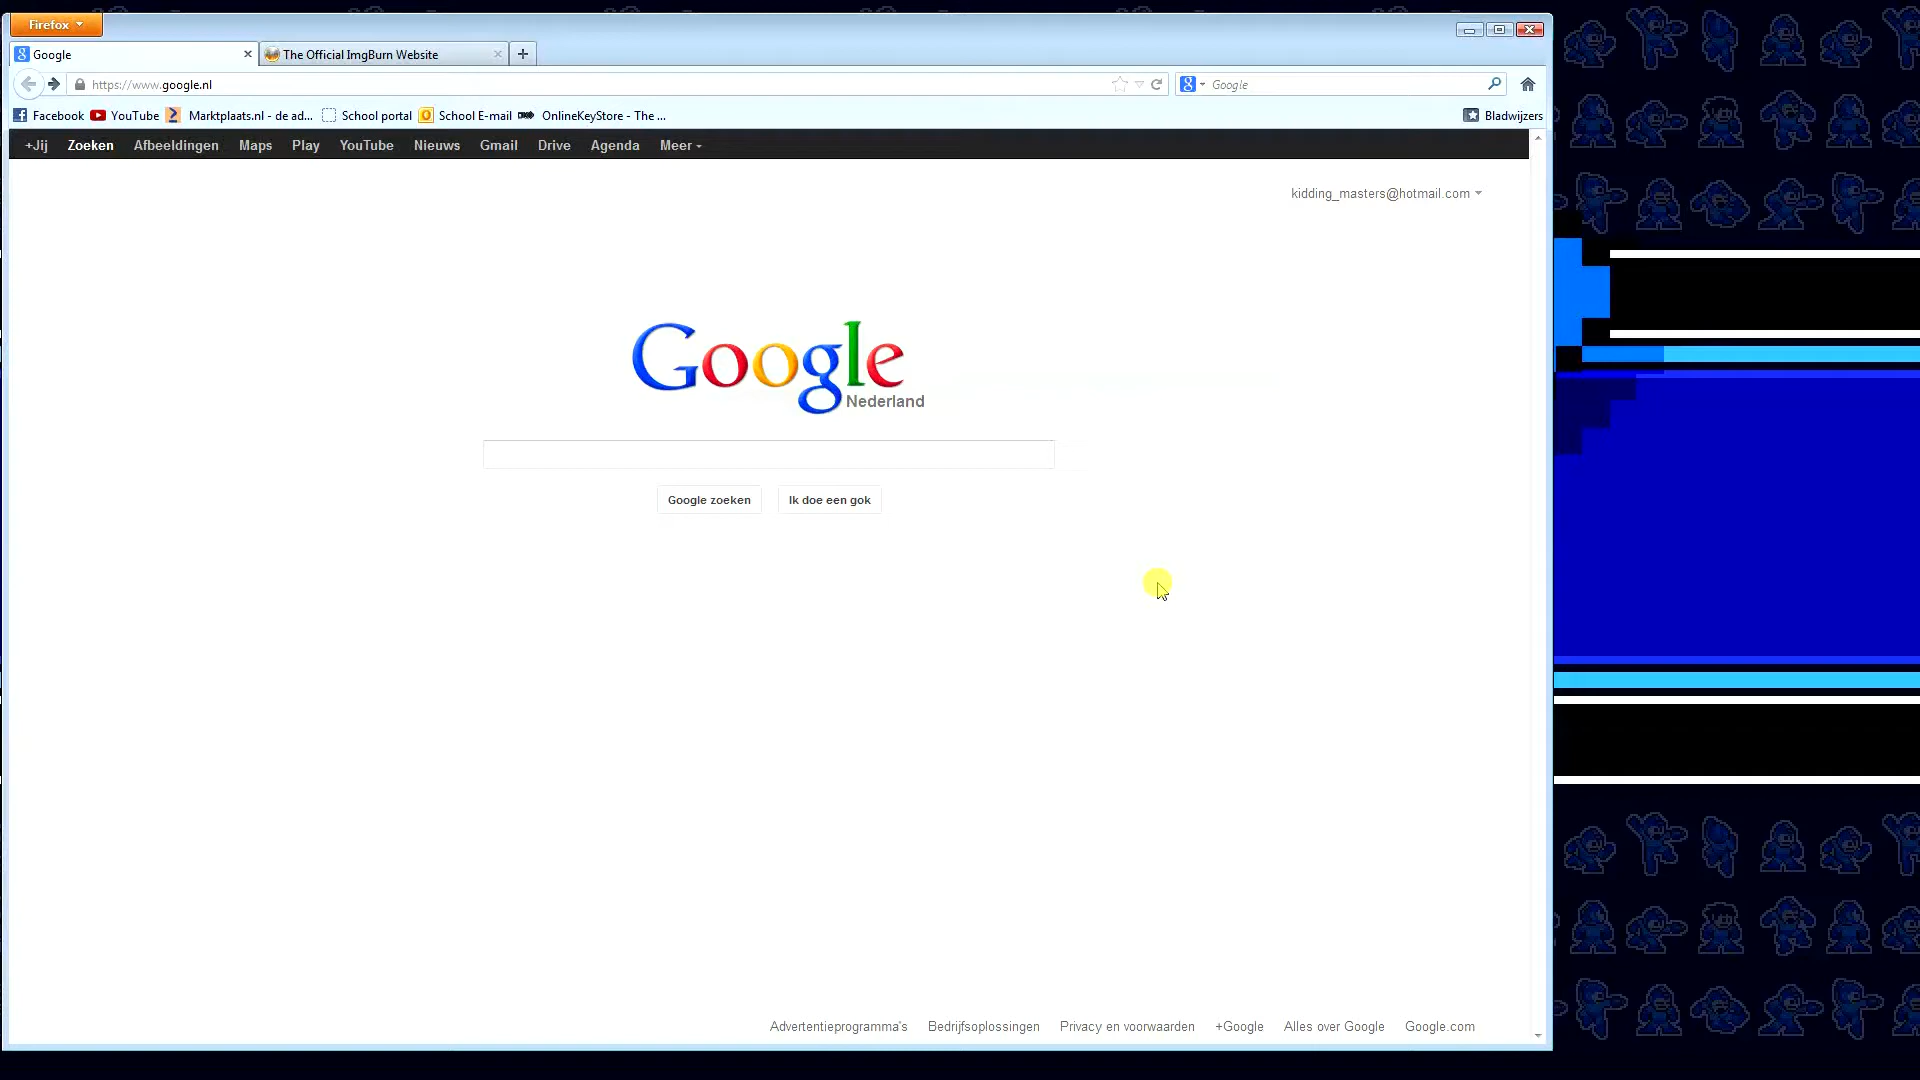 Firefox
Google
The Official ImgBurn Website
https://www.google.nl
Google
Facebook YouTube Marktplaats.nl - de ad... School portal School E-mail OnlineKeyStore - The ... Bladwijzers
+Jij Zoeken Afbeeldingen Maps Play YouTube Nieuws Gmail Drive Agenda Meer
kidding_masters@hotmail.com
Google
Nederland
Google zoeken Ik doe een gok
Advertentieprogramma's Bedrijfsoplossingen Privacy en voorwaarden +Google Alles over Google Google.com